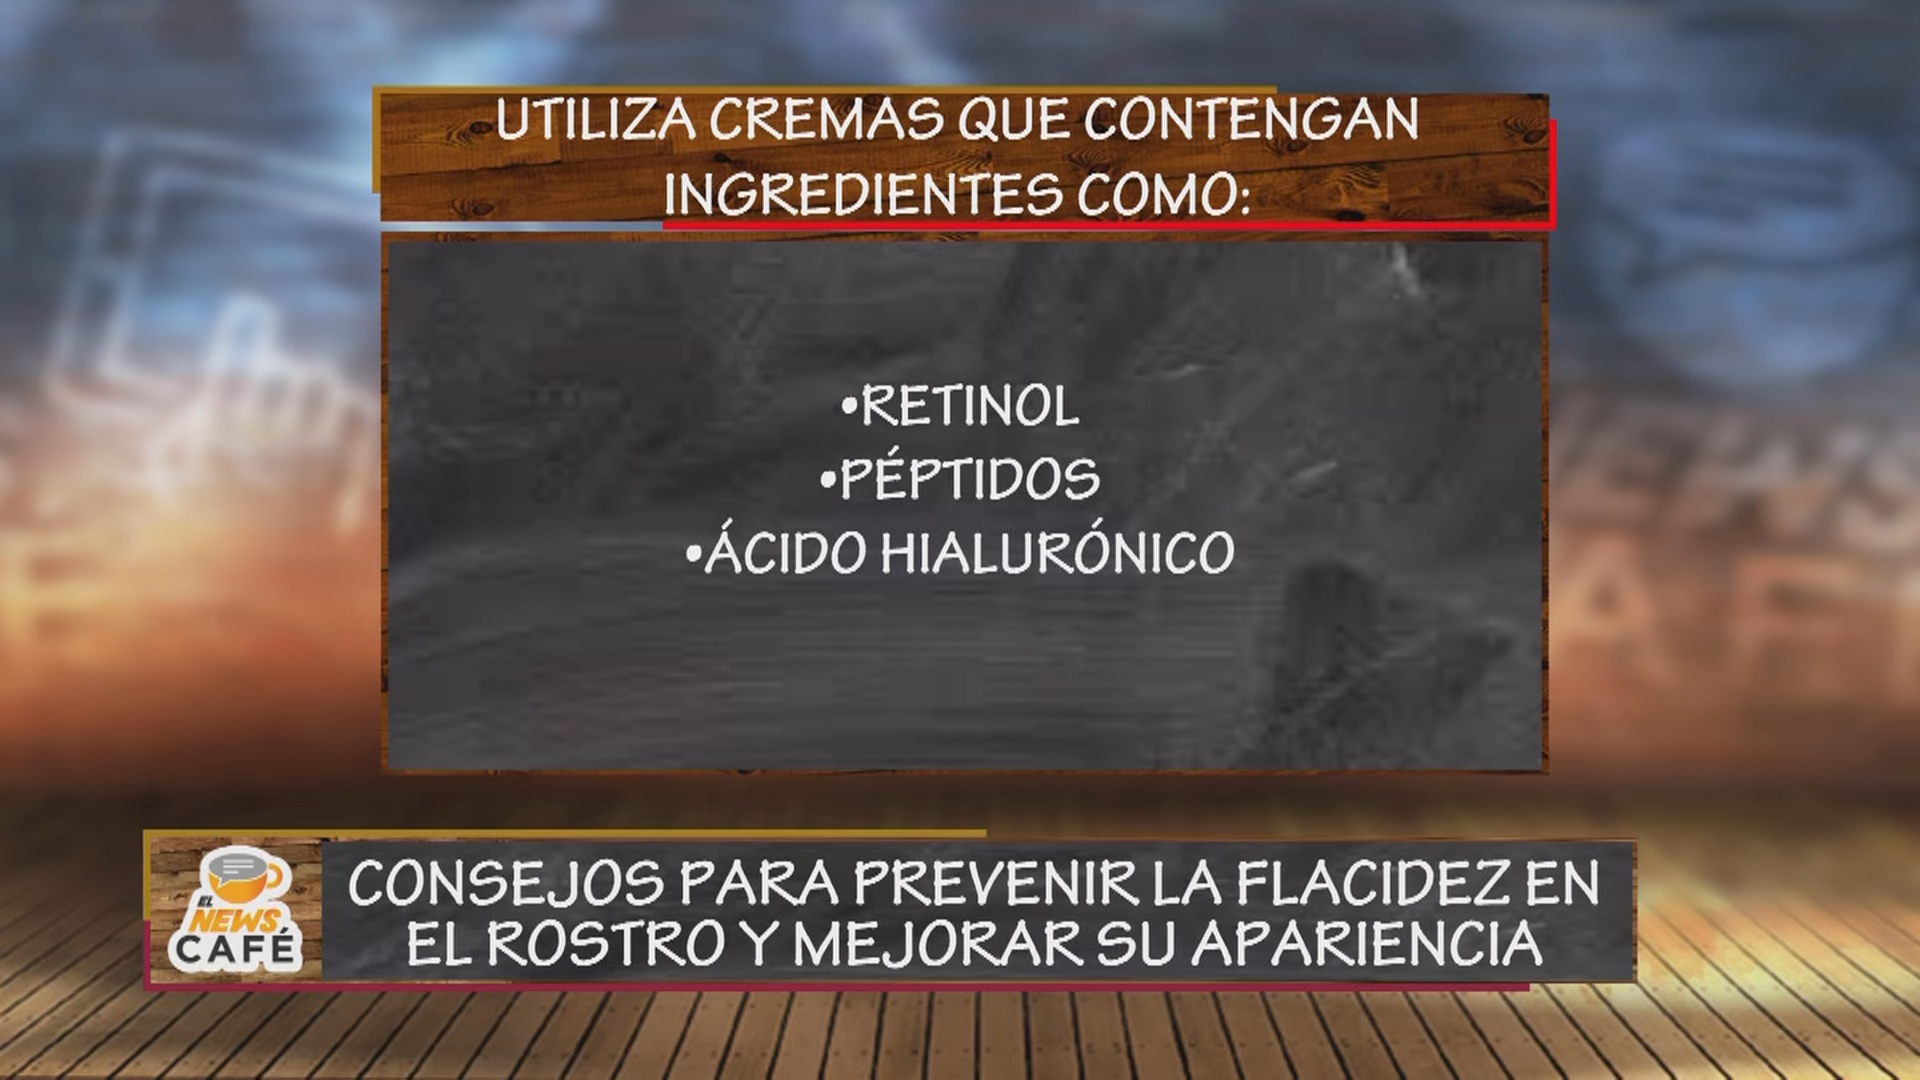 UTILIZA CREMAS QUE CONTENGAN
INGREDIENTES COMO:
•RETINOL
•PÉPTIDOS
•ÁCIDO HIALURÓNICO
EL
NEWS
CAFÉ
CONSEJOS PARA PREVENIR LA FLACIDEZ EN
EL ROSTRO Y MEJORAR SU APARIENCIA